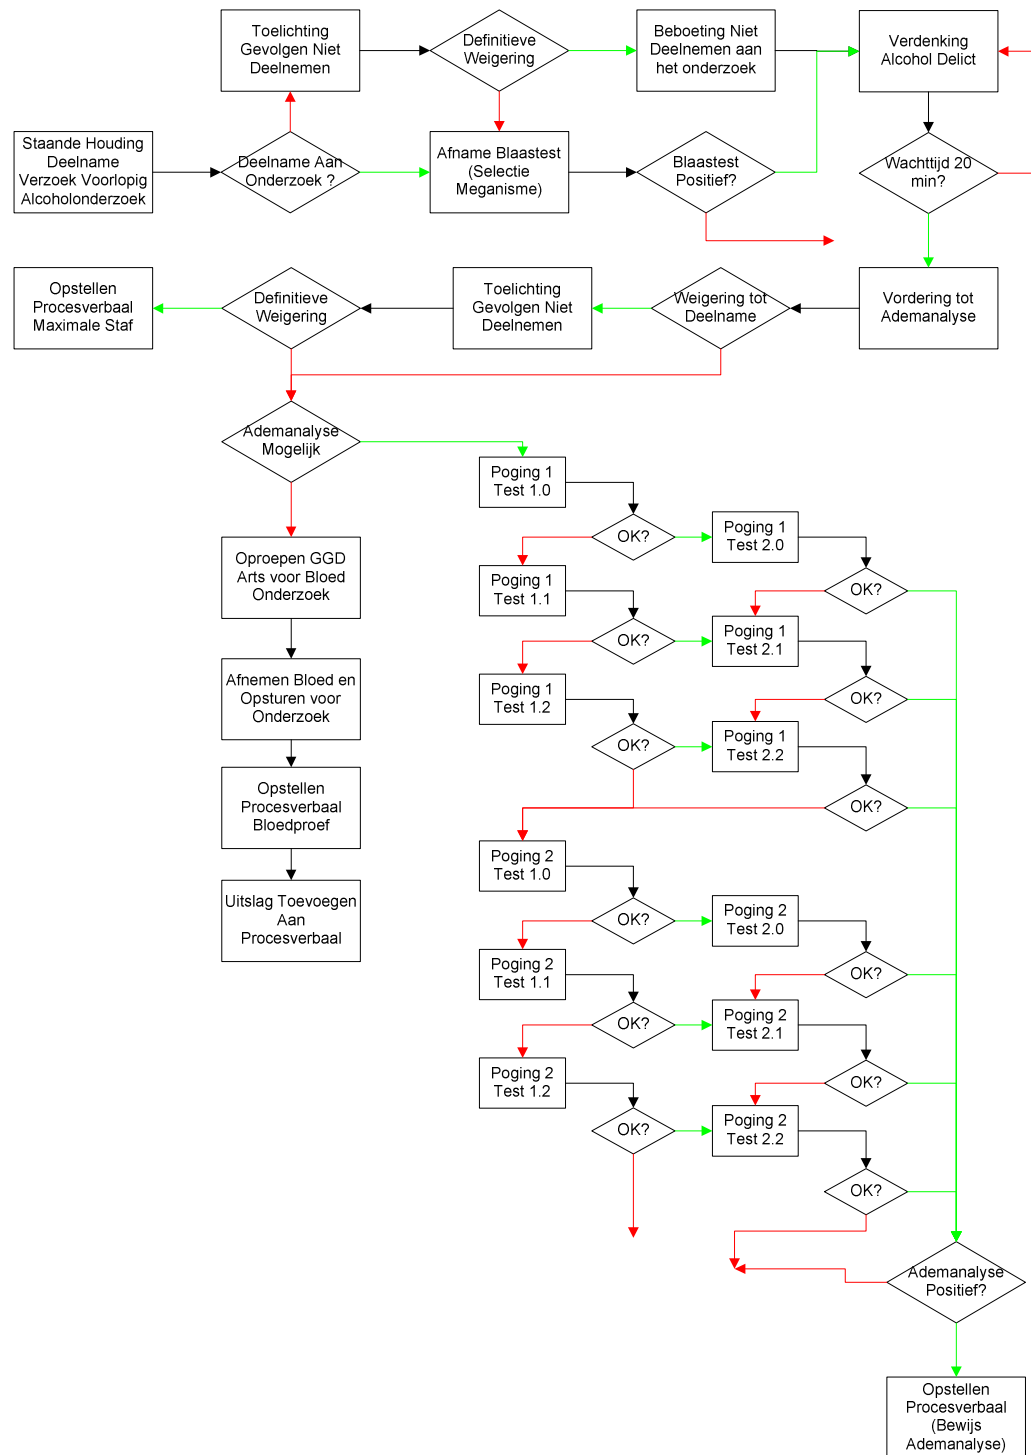 Toelichting
Gevolgen Niet
Deelnemen
Definitieve
Weigering
Beboeting Niet
Deelnemen aan
het onderzoek
Verdenking
Alcohol Delict
Staande Houding
Deelname
Verzoek Voorlopig
Alcoholonderzoek
Deelname Aan
Onderzoek ?
Afname Blaastest
(Selectie
Meganisme)
Blaastest
Positief?
Wachttijd 20
min?
Opstellen
Procesverbaal
Maximale Staf
Definitieve
Weigering
Toelichting
Gevolgen Niet
Deelnemen
Weigering tot
Deelname
Vordering tot
Ademanalyse
Ademanalyse
Mogelijk
Poging 1
Test 1.0
OK?
Poging 1
Test 2.0
Oproepen GGD
Arts voor Bloed
Onderzoek
Poging 1
Test 1.1
OK?
OK?
Poging 1
Test 2.1
Afnemen Bloed en
Opsturen voor
Onderzoek
Poging 1
Test 1.2
OK?
OK?
Poging 1
Test 2.2
Opstellen
Procesverbaal
Bloedproef
OK?
Poging 2
Test 1.0
Uitslag Toevoegen
Aan
Procesverbaal
OK?
Poging 2
Test 2.0
Poging 2
Test 1.1
OK?
OK?
Poging 2
Test 2.1
Poging 2
Test 1.2
OK?
OK?
Poging 2
Test 2.2
OK?
Ademanalyse
Positief?
Opstellen
Procesverbaal
(Bewijs
Ademanalyse)